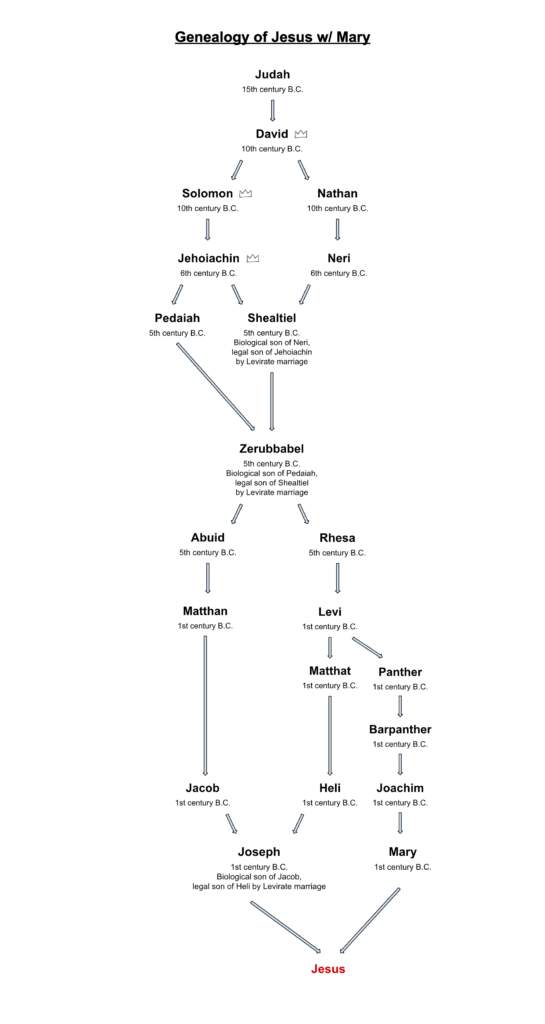 Genealogy of Jesus w/ Mary
Judah
15th century B.C.
David
10th century B.C.
Solomon
10th century B.C.
Nathan
10th century B.C.
Jehoiachin
6th century B.C.
Neri
6th century B.C.
Pedaiah
5th century B.C.
Shealtiel
5th century B.C.
Biological son of Neri,
legal son of Jehoiachin
by Levirate marriage
Zerubbabel
5th century B.C.
Biological son of Pedaiah,
legal son of Shealtiel
by Levirate marriage
Abuid
5th century B.C.
Rhesa
5th century B.C.
Matthan
1st century B.C.
Levi
1st century B.C.
Matthat
1st century B.C.
Panther
1st century B.C.
Barpanther
1st century B.C.
Jacob
1st century B.C.
Heli
1st century B.C.
Joachim
1st century B.C.
Joseph
1st century B.C.
Biological son of Jacob,
legal son of Heli by Levirate marriage
Mary
1st century B.C.
Jesus